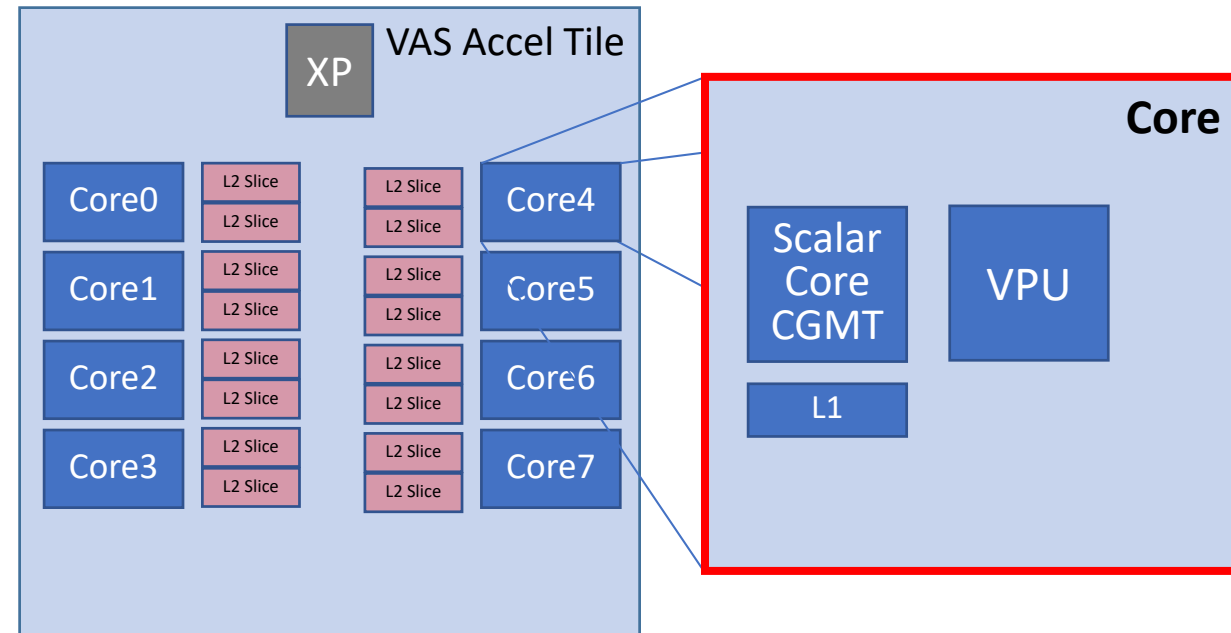 VAS Accel Tile
XP
Core0
L2 Slice
L2 Slice
L2 Slice
L2 Slice
Core4
Core1
L2 Slice
L2 Slice
L2 Slice
L2 Slice
Core5
Core2
L2 Slice
L2 Slice
L2 Slice
L2 Slice
Core6
Core3
L2 Slice
L2 Slice
L2 Slice
L2 Slice
Core7
Core
Scalar
Core
CGMT
VPU
L1